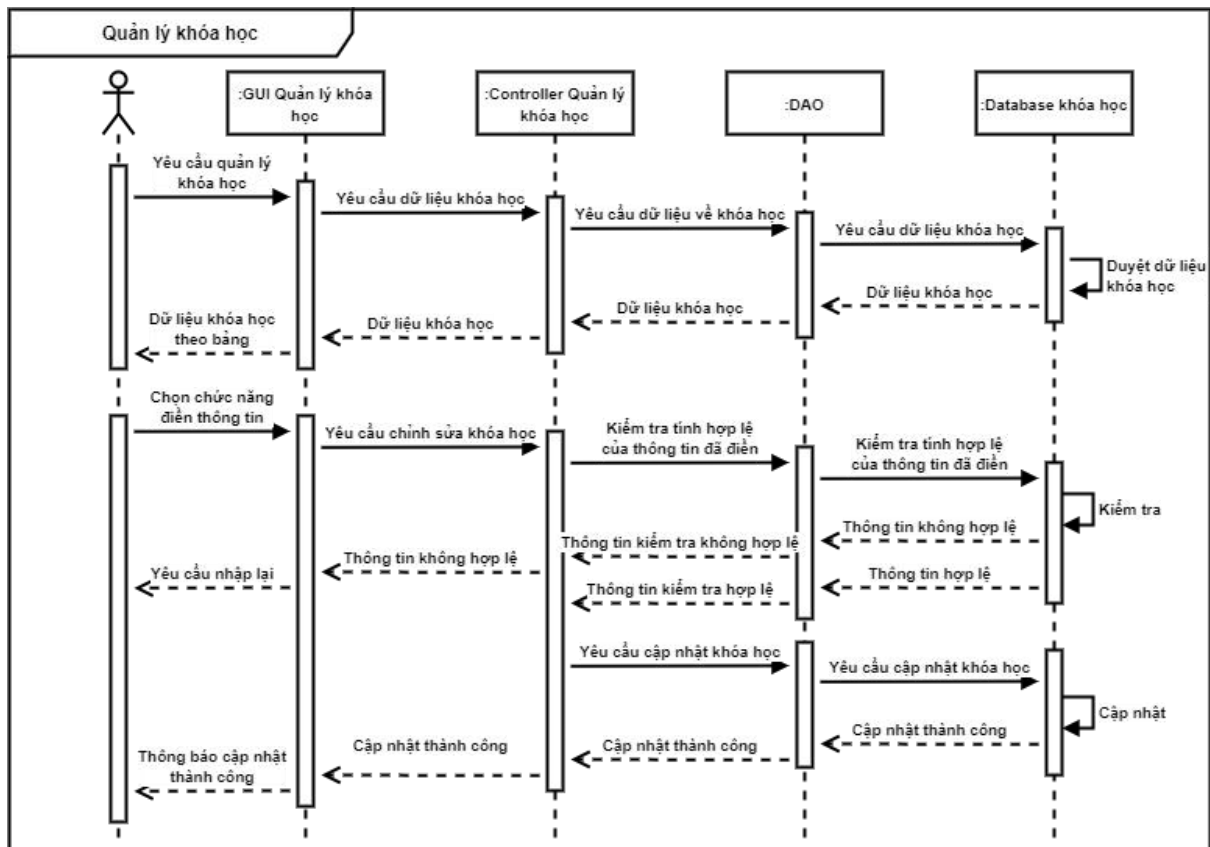 Quản lý khóa học
:GUI Quản lý khóa
học
:Controller Quản lý
khóa học
:DAO
:Database khóa học
Yêu cầu quản lý
khóa học
Yêu cầu dữ liệu khóa học
Yêu cầu dữ liệu về khóa học
Yêu cầu dữ liệu khóa học
Duyệt dữ liệu
khóa học
Dữ liệu khóa học
Dữ liệu khóa học
Dữ liệu khóa học
Dữ liệu khóa học
theo bảng
Chọn chức năng
điền thông tin
Yêu cầu chỉnh sửa khóa học
Kiểm tra tính hợp lệ
của thông tin đã điền
Kiểm tra tính hợp lệ
của thông tin đã điền
Kiểm tra
Thông tin không hợp lệ
Thông tin kiểm tra không hợp lệ
Thông tin không hợp lệ
Yêu cầu nhập lại
Thông tin hợp lệ
Thông tin kiểm tra hợp lệ
Yêu cầu cập nhật khóa học
Yêu cầu cập nhật khóa học
Cập nhật
Cập nhật thành công
Cập nhật thành công
Cập nhật thành công
Thông báo cập nhật
thành công